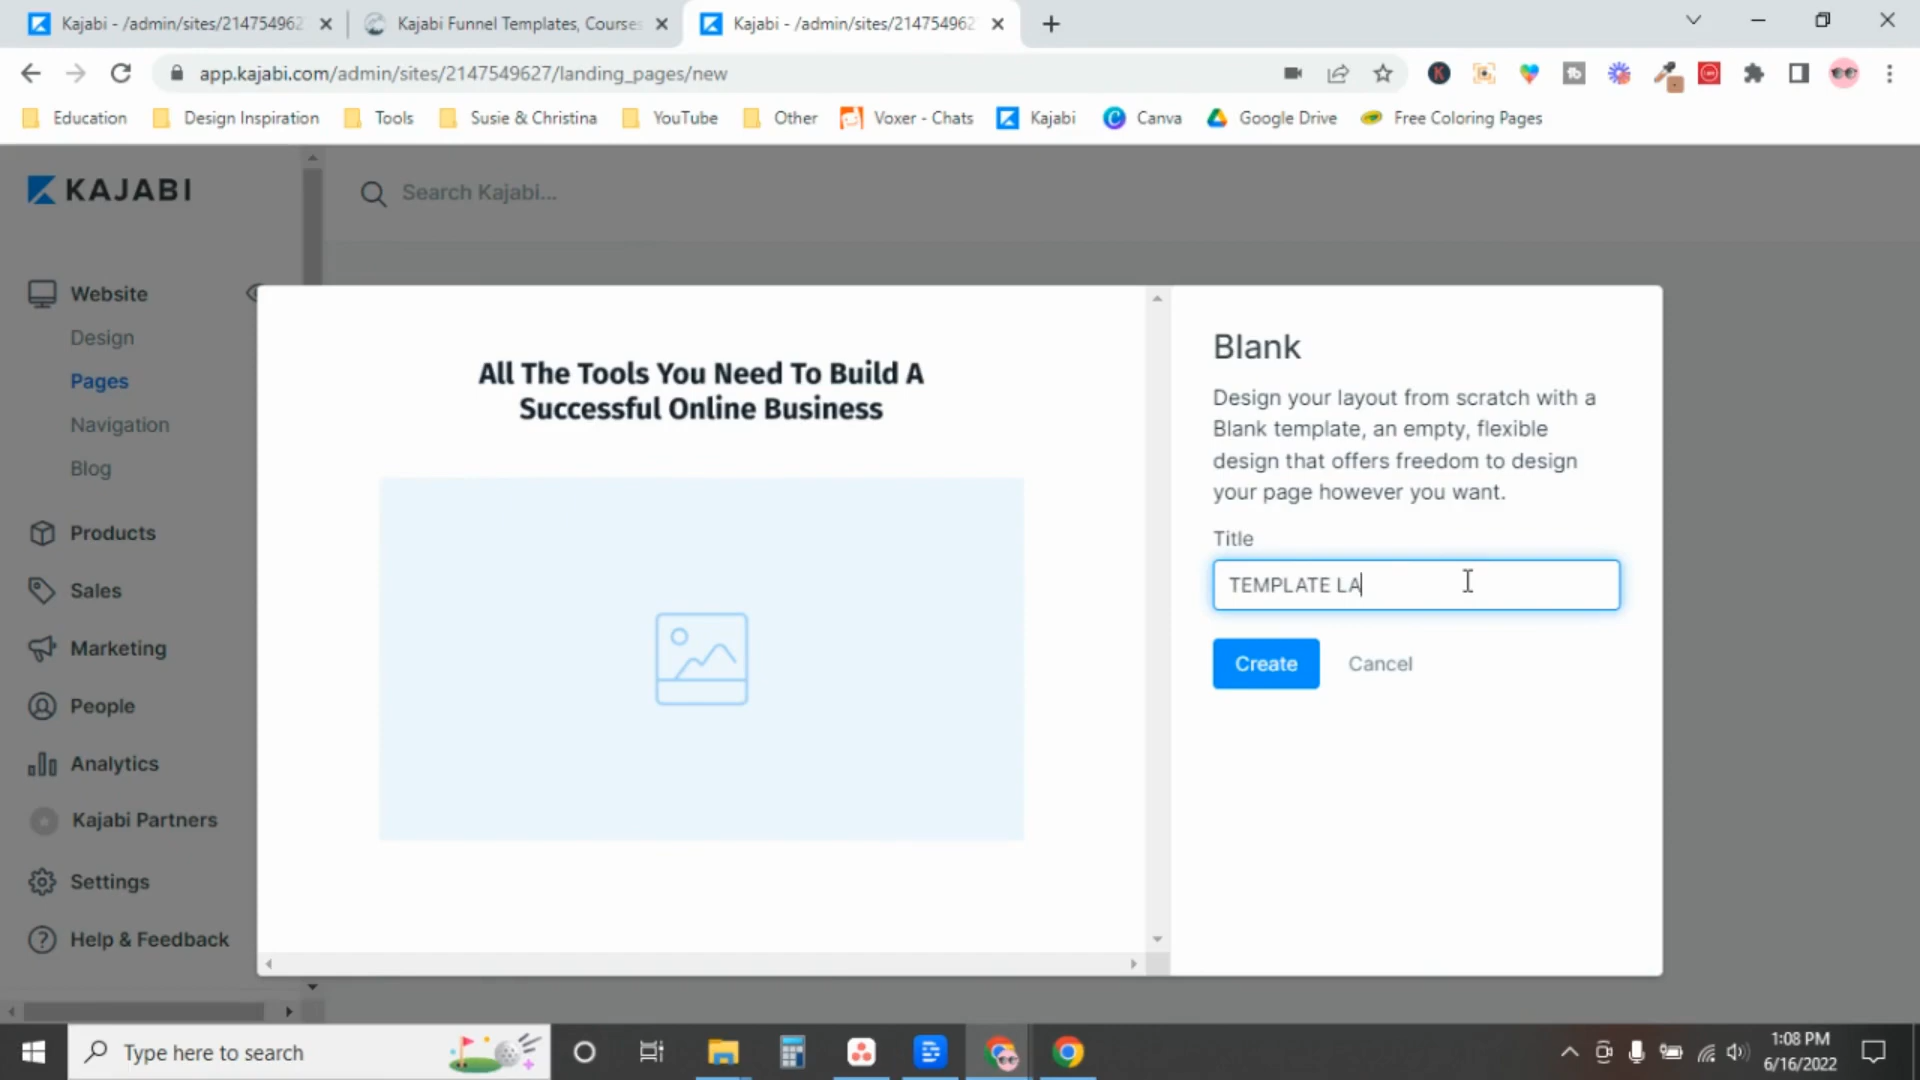 Kajabi - /admin/sites/2147549627
Kajabi Funnel Templates, Courses
Kajabi - /admin/sites/2147549627
app.kajabi.com/admin/sites/2147549627/landing_pages/new
Education
Design Inspiration
Tools
Susie & Christina
YouTube
Other
Voxer - Chats
Kajabi
Canva
Google Drive
Free Coloring Pages
KAJABI
Search Kajabi...
Website
Design
Pages
Navigation
Blog
Products
Sales
Marketing
People
Analytics
Kajabi Partners
Settings
Help & Feedback
All The Tools You Need To Build A
Successful Online Business
Blank
Design your layout from scratch with a
Blank template, an empty, flexible
design that offers freedom to design
your page however you want.
Title
TEMPLATE LA
Create
Cancel
Type here to search
1:08 PM
6/16/2022